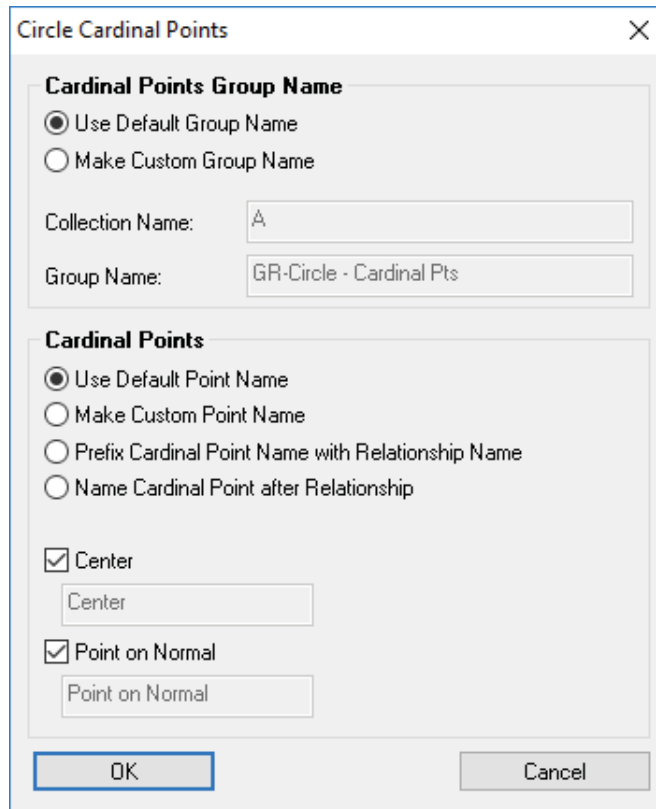 Circle Cardinal Points
Cardinal Points Group Name
Use Default Group Name
Make Custom Group Name
Collection Name: A
Group Name: GR-Circle - Cardinal Pts
Cardinal Points
Use Default Point Name
Make Custom Point Name
Prefix Cardinal Point Name with Relationship Name
Name Cardinal Point after Relationship
Center
Center
Point on Normal
Point on Normal
OK Cancel